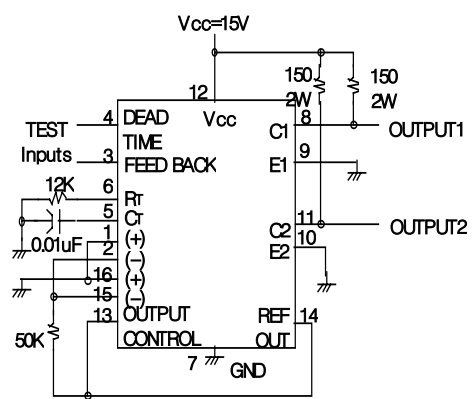 Vcc=15V
150
2W
150
2W
12
Vcc
TEST
Inputs
4
DEAD
TIME
3
FEED BACK
C1
8
OUTPUT1
E1
9
12K
6
RT
5
CT
0.01uF
1
(+)
2
(−)
16
(+)
15
(−)
C2
11
OUTPUT2
E2
10
13
OUTPUT
CONTROL
REF
OUT
14
50K
7
GND